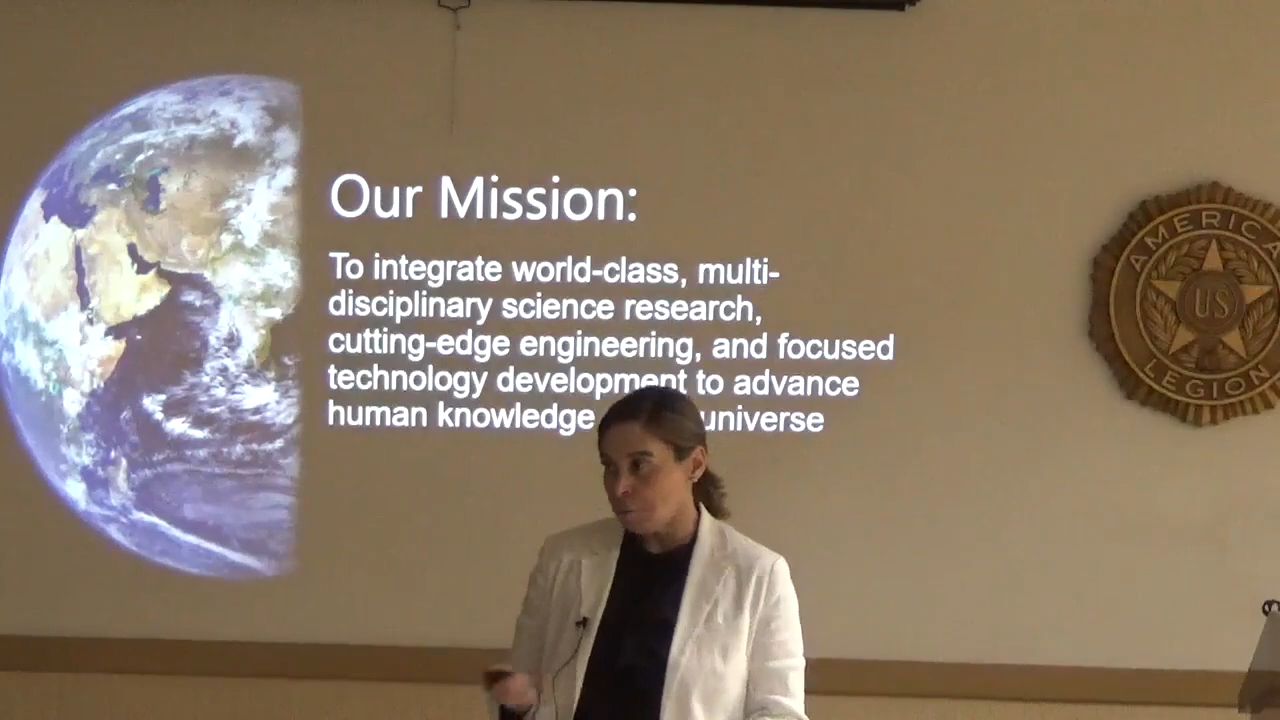 Our Mission:
To integrate world-class, multi-
disciplinary science research,
cutting-edge engineering, and focused
technology development to advance
human knowledge universe
AMERICA
US
LEGION